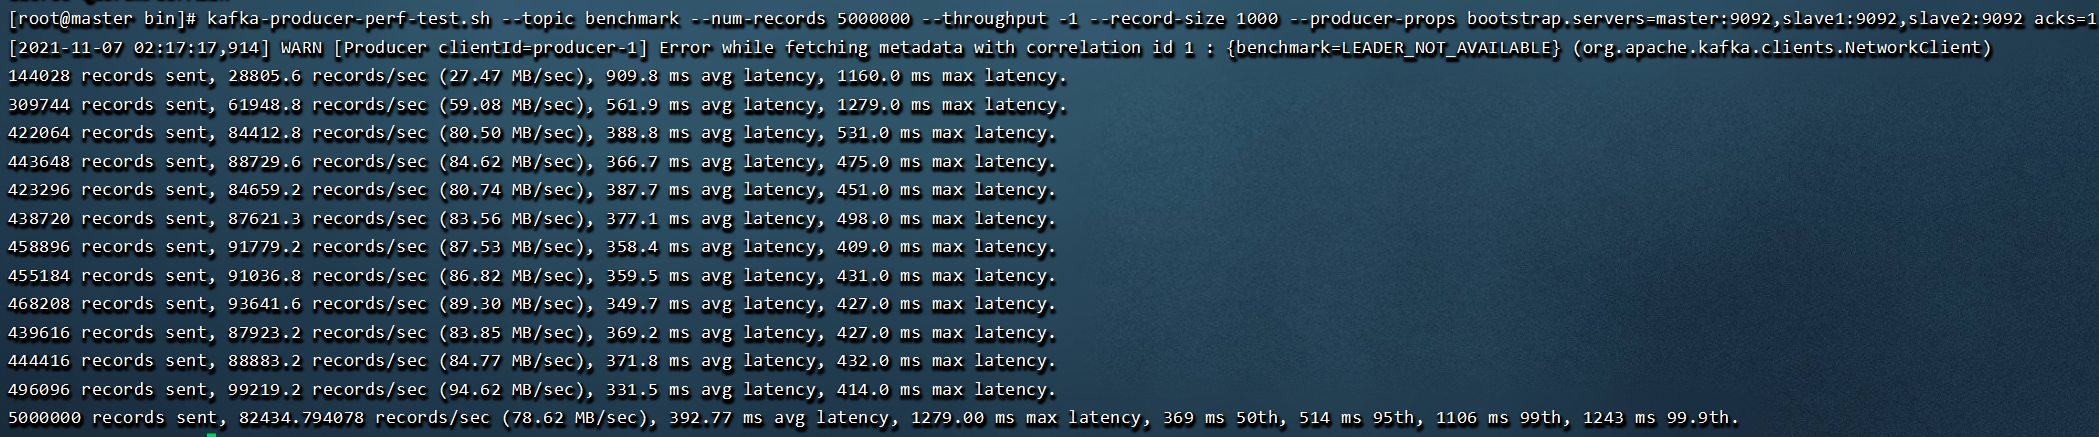 [root@master bin]# kafka-producer-perf-test.sh --topic benchmark --num-records 5000000 --throughput -1 --record-size 1000 --producer-props bootstrap.servers=master:9092,slave1:9092,slave2:9092 acks=1
[2021-11-07 02:17:17,914] WARN [Producer clientId=producer-1] Error while fetching metadata with correlation id 1 : {benchmark=LEADER_NOT_AVAILABLE} (org.apache.kafka.clients.NetworkClient)
144028 records sent, 28805.6 records/sec (27.47 MB/sec), 909.8 ms avg latency, 1160.0 ms max latency.
309744 records sent, 61948.8 records/sec (59.08 MB/sec), 561.9 ms avg latency, 1279.0 ms max latency.
422064 records sent, 84412.8 records/sec (80.50 MB/sec), 388.8 ms avg latency, 531.0 ms max latency.
443648 records sent, 88729.6 records/sec (84.62 MB/sec), 366.7 ms avg latency, 475.0 ms max latency.
423296 records sent, 84659.2 records/sec (80.74 MB/sec), 387.7 ms avg latency, 451.0 ms max latency.
438720 records sent, 87621.3 records/sec (83.56 MB/sec), 377.1 ms avg latency, 498.0 ms max latency.
458896 records sent, 91779.2 records/sec (87.53 MB/sec), 358.4 ms avg latency, 409.0 ms max latency.
455184 records sent, 91036.8 records/sec (86.82 MB/sec), 359.5 ms avg latency, 431.0 ms max latency.
468208 records sent, 93641.6 records/sec (89.30 MB/sec), 349.7 ms avg latency, 427.0 ms max latency.
439616 records sent, 87923.2 records/sec (83.85 MB/sec), 369.2 ms avg latency, 427.0 ms max latency.
444416 records sent, 88883.2 records/sec (84.77 MB/sec), 371.8 ms avg latency, 432.0 ms max latency.
496096 records sent, 99219.2 records/sec (94.62 MB/sec), 331.5 ms avg latency, 414.0 ms max latency.
5000000 records sent, 82434.794078 records/sec (78.62 MB/sec), 392.77 ms avg latency, 1279.00 ms max latency, 369 ms 50th, 514 ms 95th, 1106 ms 99th, 1243 ms 99.9th.